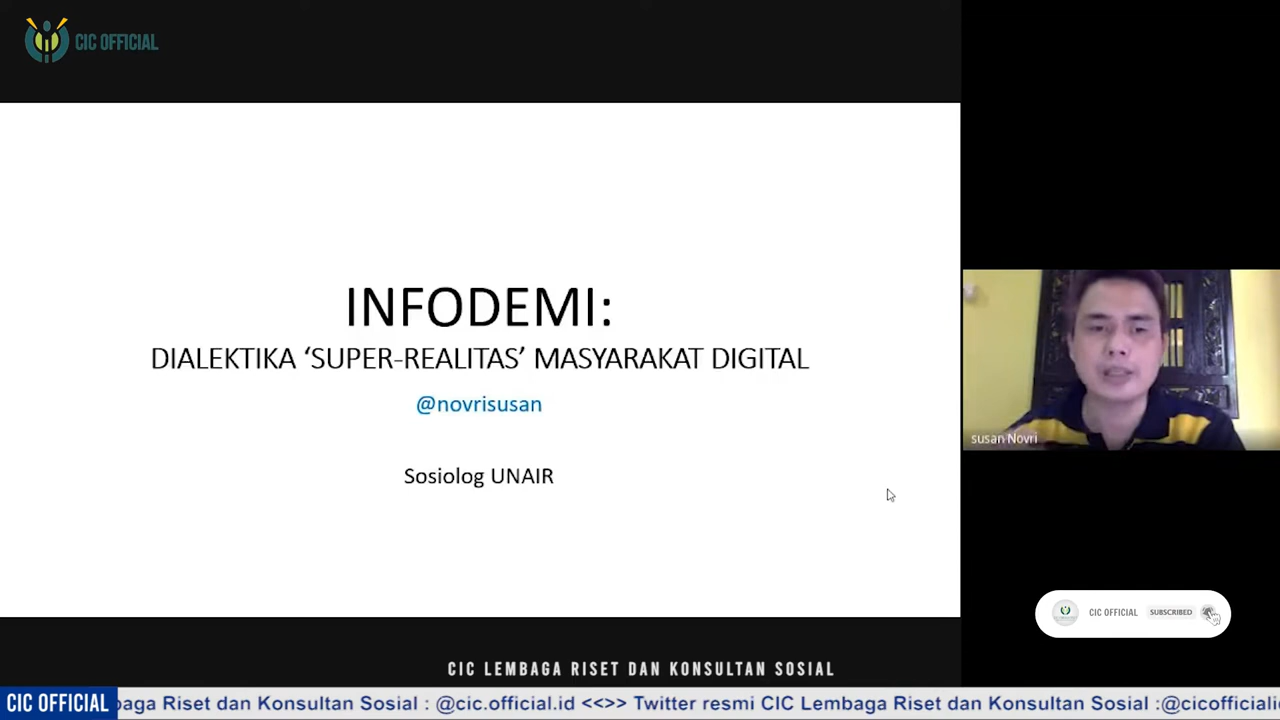 CIC OFFICIAL
INFODEMI:
DIALEKTIKA ‘SUPER-REALITAS’ MASYARAKAT DIGITAL
@novrisusan
Sosiolog UNAIR
susan Novri
CIC OFFICIAL SUBSCRIBED
CIC LEMBAGA RISET DAN KONSULTAN SOSIAL
CIC OFFICIAL baga Riset dan Konsultan Sosial : @cic.official.id <<>> Twitter resmi CIC Lembaga Riset dan Konsultan Sosial :@cicofficiali